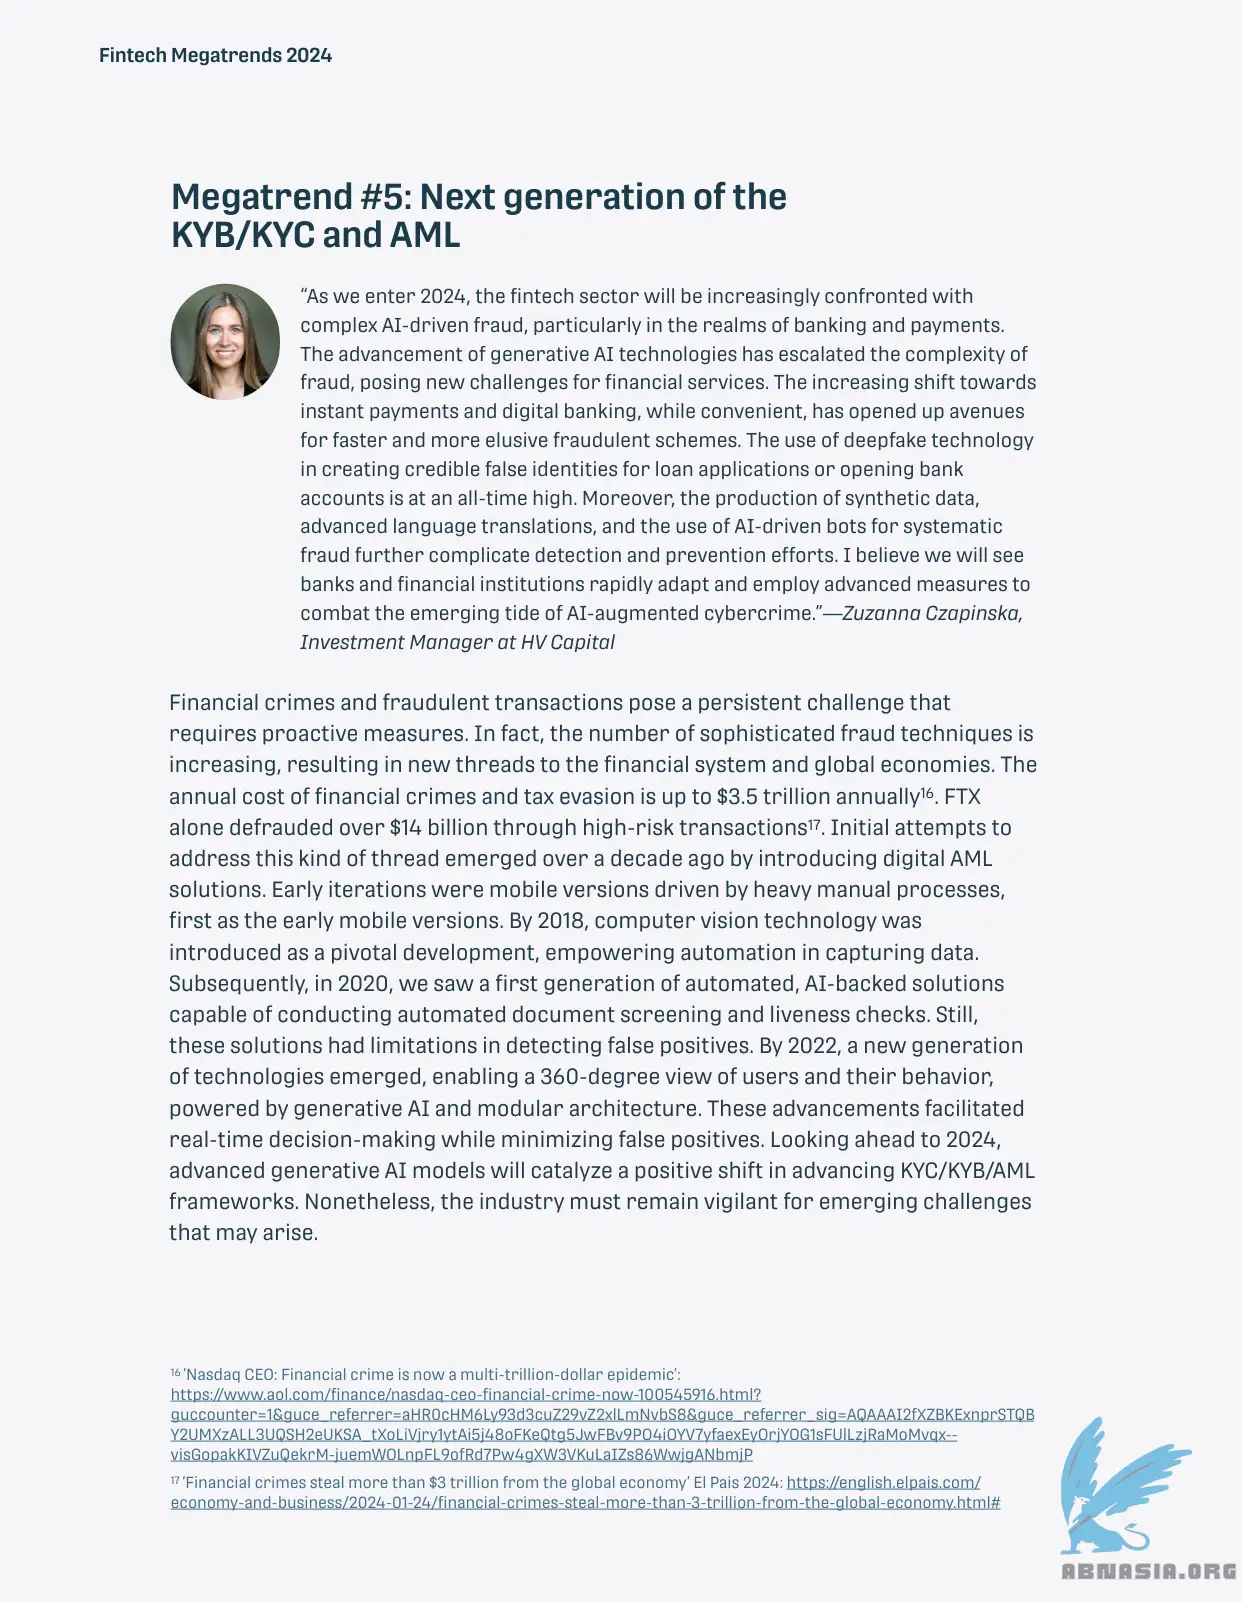 Fintech Megatrends 2024
Megatrend #5: Next generation of the
KYB/KYC and AML
“As we enter 2024, the fintech sector will be increasingly confronted with
complex AI-driven fraud, particularly in the realms of banking and payments.
The advancement of generative AI technologies has escalated the complexity of
fraud, posing new challenges for financial services. The increasing shift towards
instant payments and digital banking, while convenient, has opened up avenues
for faster and more elusive fraudulent schemes. The use of deepfake technology
in creating credible false identities for loan applications or opening bank
accounts is at an all-time high. Moreover, the production of synthetic data,
advanced language translations, and the use of AI-driven bots for systematic
fraud further complicate detection and prevention efforts. I believe we will see
banks and financial institutions rapidly adapt and employ advanced measures to
combat the emerging tide of AI-augmented cybercrime.”—Zuzanna Czapinska,
Investment Manager at HV Capital
Financial crimes and fraudulent transactions pose a persistent challenge that
requires proactive measures. In fact, the number of sophisticated fraud techniques is
increasing, resulting in new threads to the financial system and global economies. The
annual cost of financial crimes and tax evasion is up to $3.5 trillion annually¹⁶. FTX
alone defrauded over $14 billion through high-risk transactions¹⁷. Initial attempts to
address this kind of thread emerged over a decade ago by introducing digital AML
solutions. Early iterations were mobile versions driven by heavy manual processes,
first as the early mobile versions. By 2018, computer vision technology was
introduced as a pivotal development, empowering automation in capturing data.
Subsequently, in 2020, we saw a first generation of automated, AI-backed solutions
capable of conducting automated document screening and liveness checks. Still,
these solutions had limitations in detecting false positives. By 2022, a new generation
of technologies emerged, enabling a 360-degree view of users and their behavior,
powered by generative AI and modular architecture. These advancements facilitated
real-time decision-making while minimizing false positives. Looking ahead to 2024,
advanced generative AI models will catalyze a positive shift in advancing KYC/KYB/AML
frameworks. Nonetheless, the industry must remain vigilant for emerging challenges
that may arise.
¹⁶ ‘Nasdaq CEO: Financial crime is now a multi-trillion-dollar epidemic’:
https://www.aol.com/finance/nasdaq-ceo-financial-crime-now-100545916.html?
guccounter=1&guce_referrer=aHR0cHM6Ly93d3cuZ29vZ2xlLmNvbS8&guce_referrer_sig=AQAAAI2fXZBKExnprSTQB
Y2UMXzALL3UQSH2eUKSA_tXoLiVjry1ytAi5j48oFKeQtg5JwFBv9PO4iOYV7yfaexEyOrjYOG1sFUlLzjRaMoMvqx--
visGopakKIVZuQekrM-juemWOLnpFL9ofRd7Pw4gXW3VKuLaIZs86WwjgANbmjP
¹⁷ ‘Financial crimes steal more than $3 trillion from the global economy’ El Pais 2024: https://english.elpais.com/
economy-and-business/2024-01-24/financial-crimes-steal-more-than-3-trillion-from-the-global-economy.html#
ABNASIA.ORG